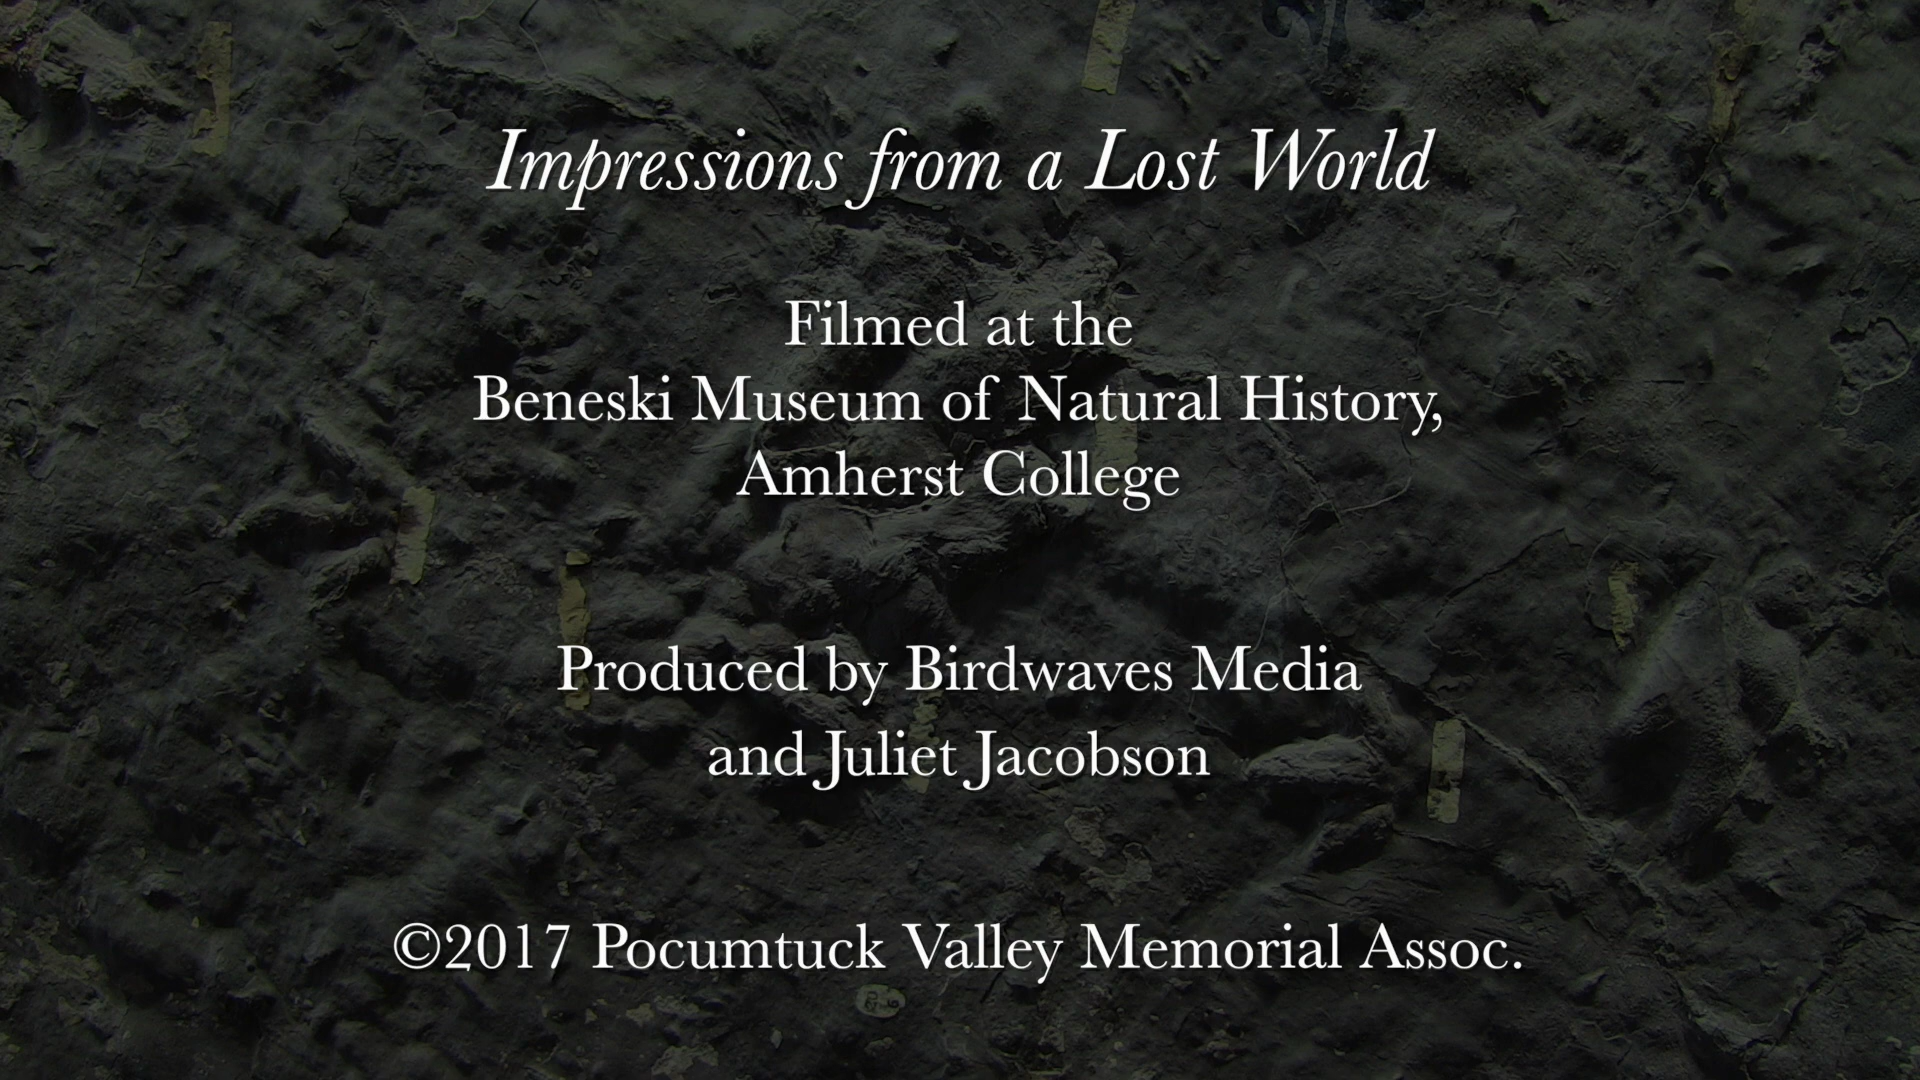 Impressions from a Lost World
Filmed at the
Beneski Museum of Natural History,
Amherst College
Produced by Birdwaves Media
and Juliet Jacobson
©2017 Pocumtuck Valley Memorial Assoc.